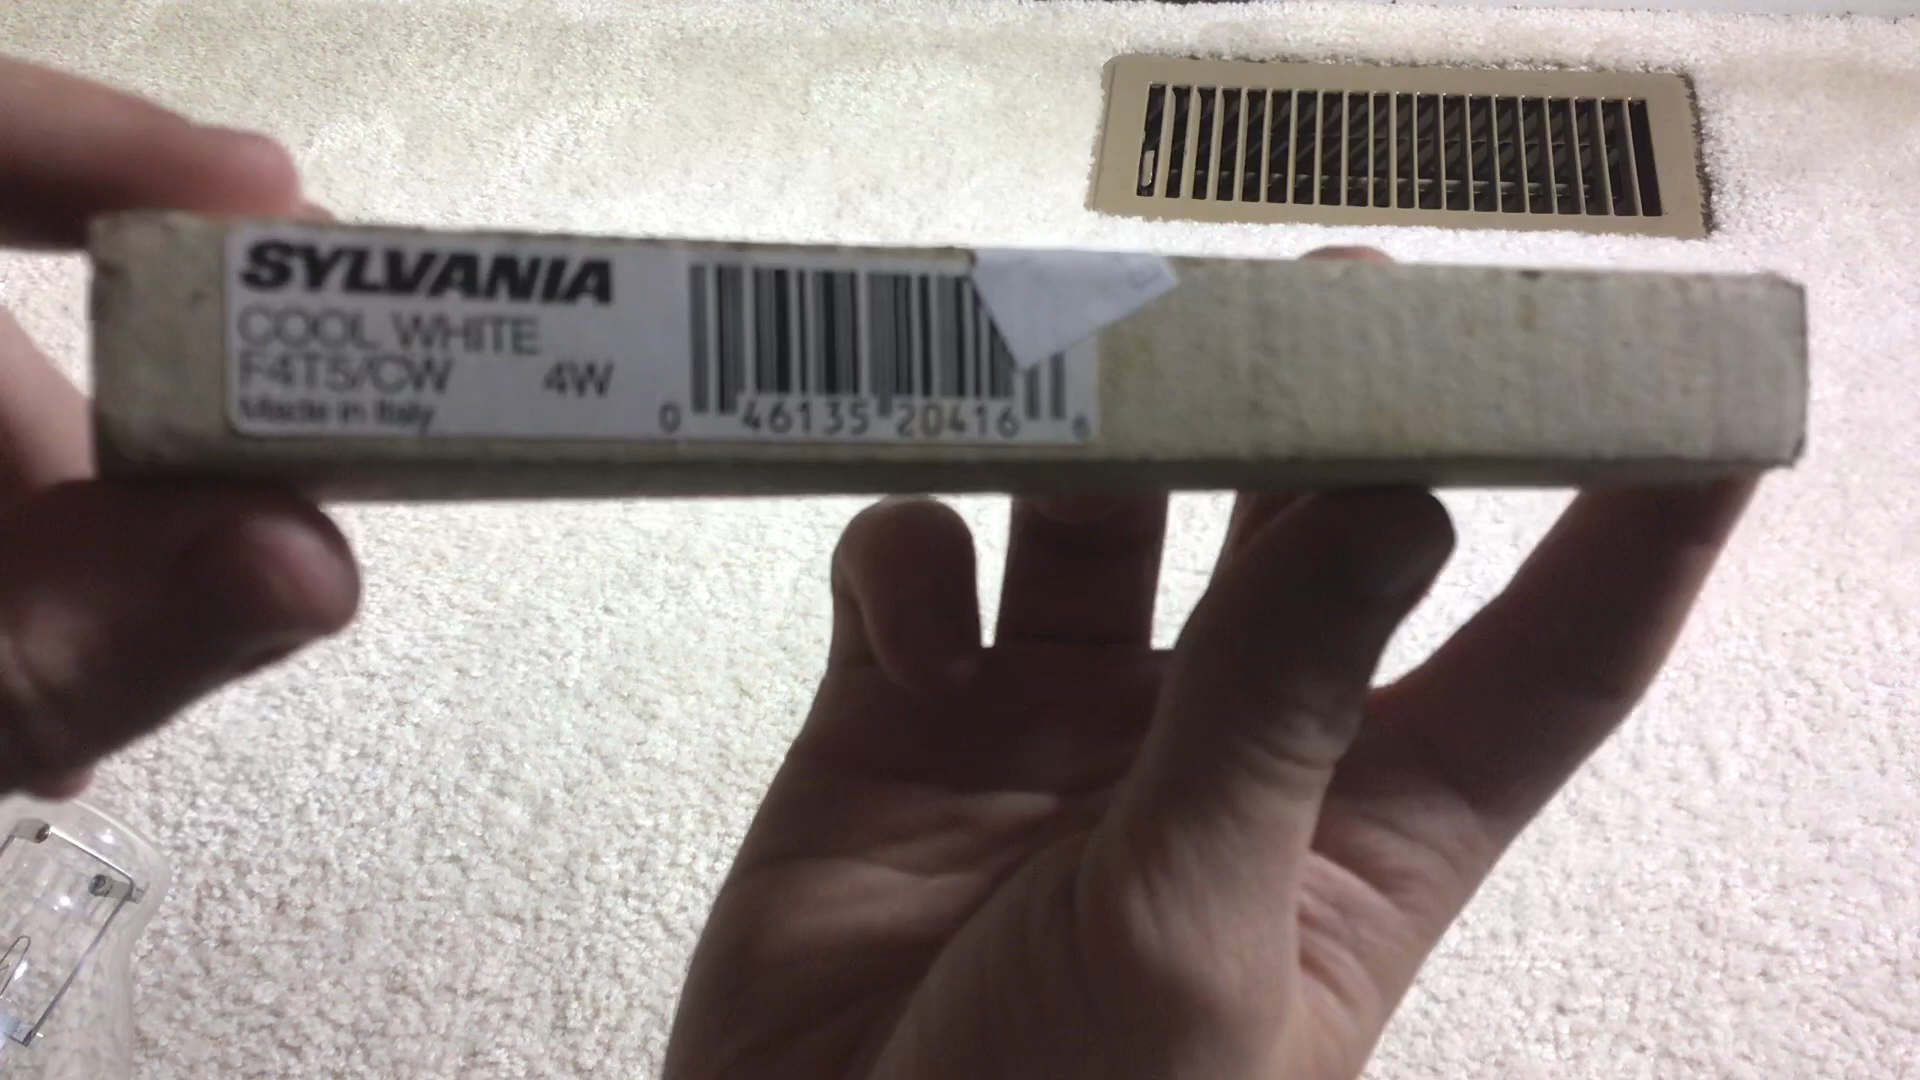 SYLVANIA
COOL WHITE
F4T5/CW 4W
Made in Italy
0 46135 20416 6